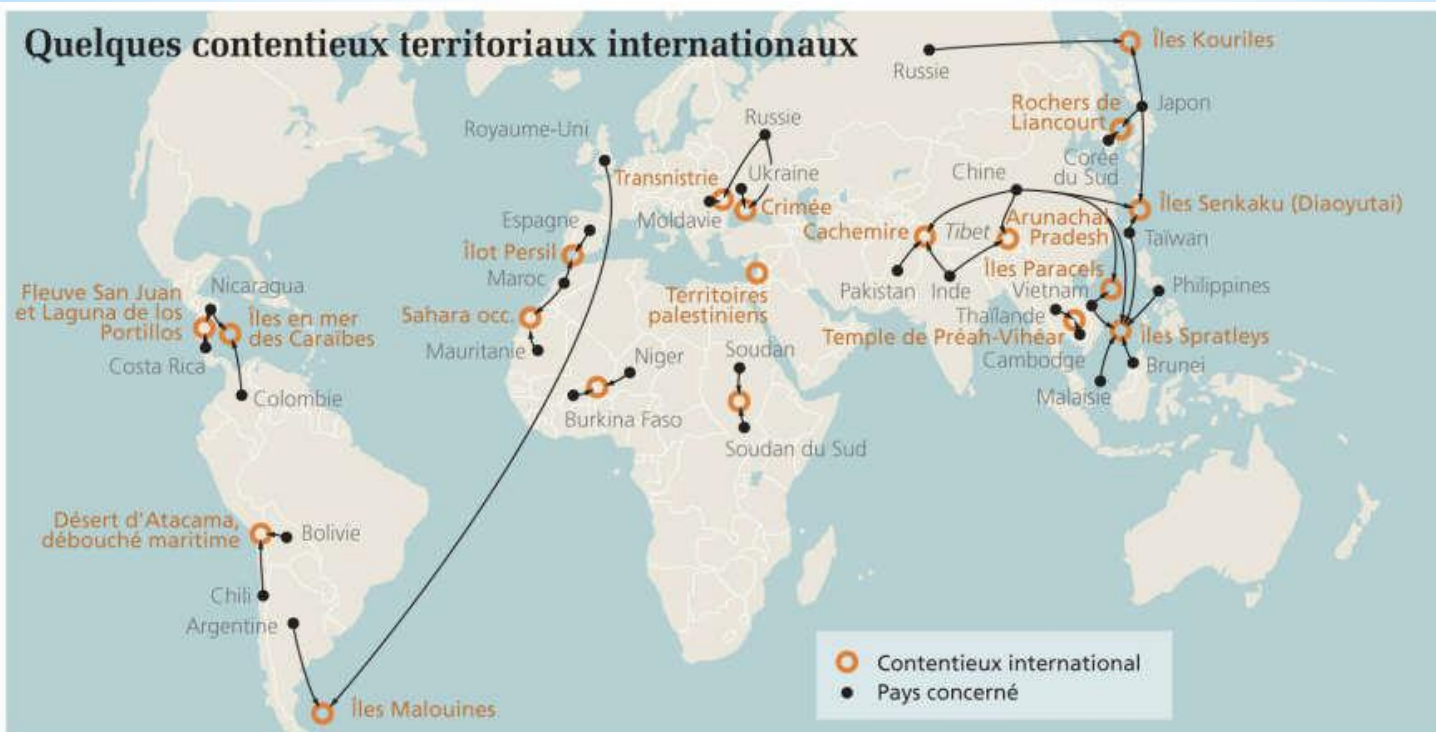 Quelques contentieux territoriaux internationaux
Îles Kouriles
Russie
Rochers de
Liancourt
Japon
Corée
du Sud
Royaume-Uni
Russie
Transnistrie
Ukraine
Moldavie
Crimée
Chine
Îles Senkaku (Diaoyutai)
Espagne
Cachemire
Tibet
Arunachal
Pradesh
Taïwan
Îlot Persil
Maroc
Pakistan
Inde
Îles Paracels
Vietnam
Philippines
Nicaragua
Fleuve San Juan
et Laguna de los
Portillos
Îles en mer
des Caraïbes
Costa Rica
Colombie
Sahara occ.
Mauritanie
Territoires
palestiniens
Thaïlande
Temple de Préah-Vihéar
Cambodge
Îles Spratleys
Brunei
Malaisie
Niger
Burkina Faso
Soudan
Soudan du Sud
Désert d'Atacama,
débouché maritime
Bolivie
Chili
Argentine
Îles Malouines
Contentieux international
Pays concerné